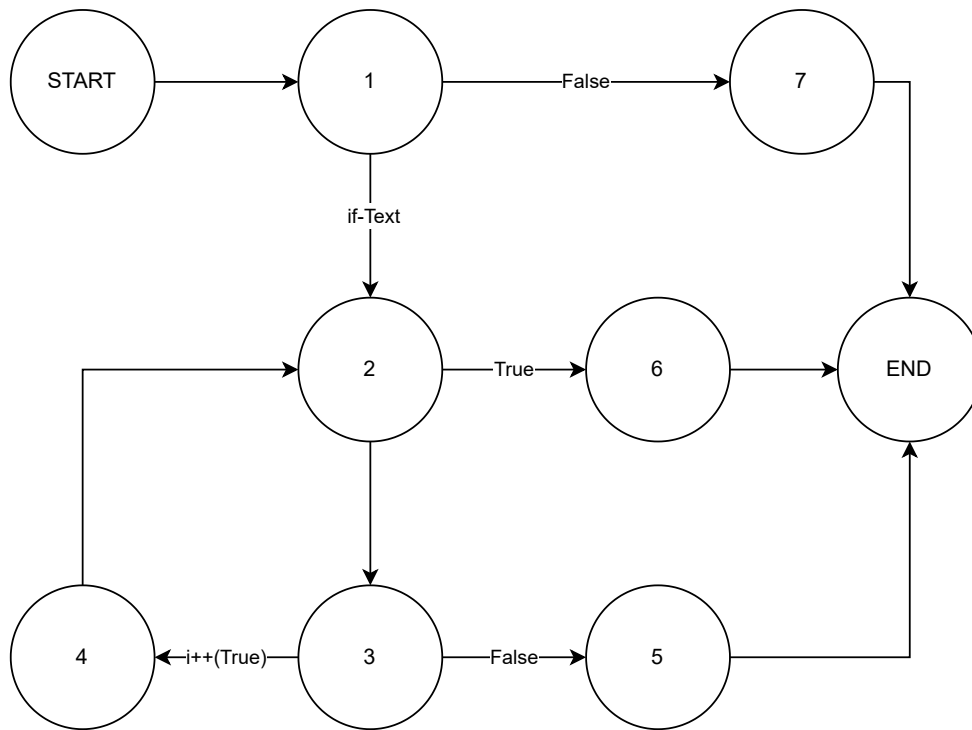 START
1
False
7
if-Text
2
True
6
END
4
i++(True)
3
False
5